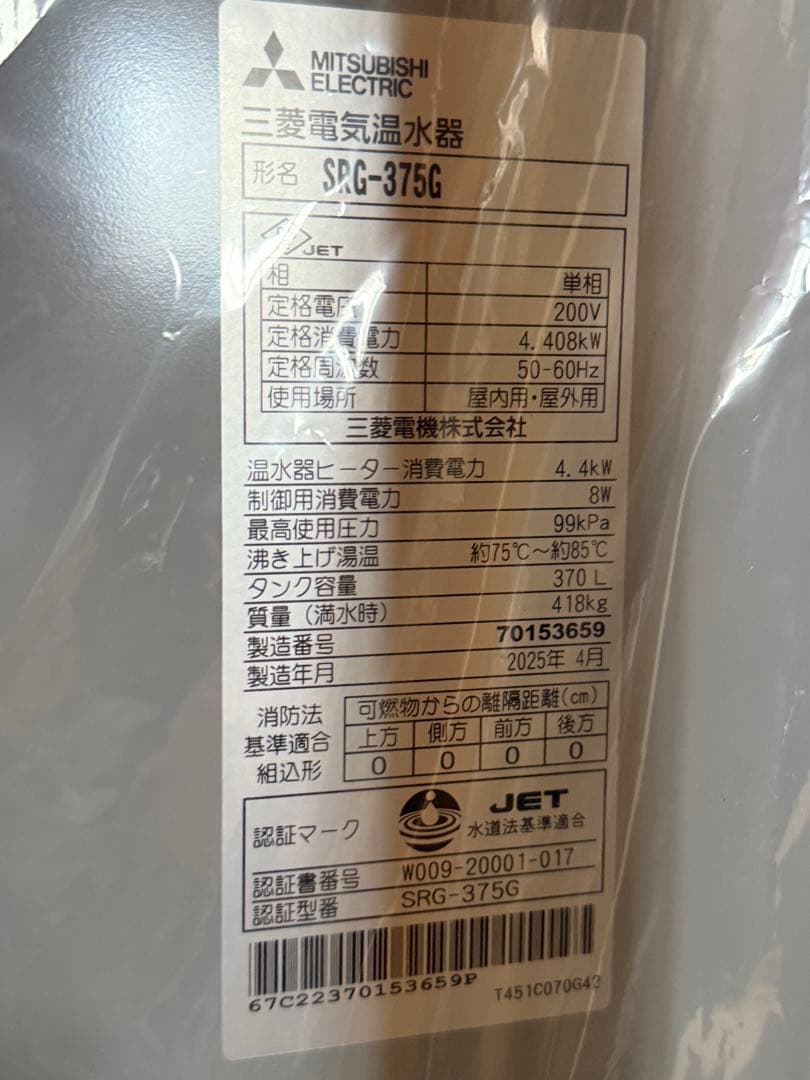 MITSUBISHI
ELECTRIC
三菱電気温水器
形名 SRG-375G
JET
相 単相
定格電圧 200V
定格消費電力 4.408kW
定格周波数 50-60Hz
使用場所 屋内用・屋外用
三菱電機株式会社
温水器ヒーター消費電力 4.4kW
制御用消費電力 8W
最高使用圧力 99kPa
沸き上げ湯温 約75℃～約85℃
タンク容量 370L
質量（満水時） 418kg
製造番号 70153659
製造年月 2025年 4月
消防法
基準適合
組込形
可燃物からの離隔距離(cm)
上方 側方 前方 後方
0 0 0 0
認証マーク JET
水道法基準適合
認証書番号 W009-20001-017
認証型番 SRG-375G
67C22370153659P
T451C070G42